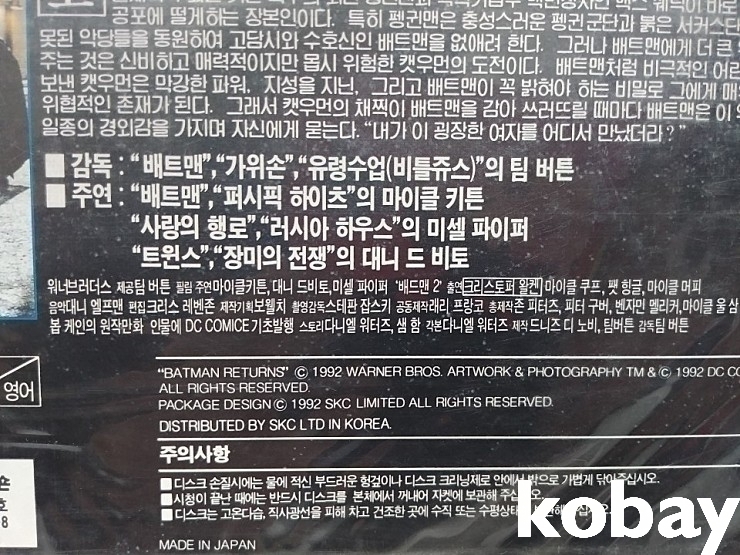 공포에 떨게하는 장본인이다. 특히 펭귄맨은 충성스러운 펭귄 군단과 붉은 서커스단
못된 악당들을 동원하여 고담시와 수호신인 배트맨을 없애려 한다. 그러나 배트맨에게 더 큰
주는 것은 신비하고 매력적이지만 몹시 위험한 캣우먼의 도전이다. 배트맨처럼 비극적인 어린
보낸 캣우먼은 막강한 파워, 지성을 지닌, 그리고 배트맨이 꼭 밝혀야 하는 비밀로 그에게 매
위협적인 존재가 된다. 그래서 캣우먼의 채찍이 배트맨을 감아 쓰러뜨릴 때마다 배트맨은 이
일종의 경외감을 가지며 자신에게 묻는다. “내가 이 굉장한 여자를 어디서 만났더라?”
■ 감독 : “배트맨”, “가위손”, “유령수업(비틀쥬스)”의 팀 버튼
■ 주연 : “배트맨”, “퍼시픽 하이츠”의 마이클 키튼
“사랑의 행로”, “러시아 하우스”의 미셀 파이퍼
“트윈스”, “장미의 전쟁”의 대니 드 비토
워너브러더스 제공 팀 버튼 필림 주연 마이클키튼, 대니 드비토, 미셀 파이퍼 ‘배드맨 2’ 출연 크리스토퍼 왈켄 마이클 쿠프, 팻 힝글, 마이클 머피
음악 대니 엘프맨 편집 크리스 레벤존 제작기획 보웰치 촬영감독 스테판 잡스키 공동제작 래리 프랑코 총제작 존 피터즈, 피터 구버, 벤지민 멜리커, 마이클 울 삼
봅 케인의 원작만화 인물에 DC COMICE 기초발행 스토리 다니엘 워터즈, 샘 함 각본 다니엘 워터즈 제작 드니즈 디 노비, 팀버튼 감독 팀 버튼
영어
“BATMAN RETURNS” © 1992 WARNER BROS. ARTWORK & PHOTOGRAPHY TM & © 1992 DC CO
ALL RIGHTS RESERVED.
PACKAGE DESIGN © 1992 SKC LIMITED ALL RIGHTS RESERVED.
DISTRIBUTED BY SKC LTD IN KOREA.
주의사항
■ 디스크 손질시에는 물에 적신 부드러운 헝겊이나 디스크 크리닝제로 안에서 밖으로 가볍게 닦아주십시오.
■ 시청이 끝난 때에는 반드시 디스크를 본체에서 꺼내어 자켓에 보관해 주십시오.
■ 디스크는 고온다습, 직사광선을 피해 차고 건조한 곳에 수직 또는 수평상태
호
8
MADE IN JAPAN
kobay